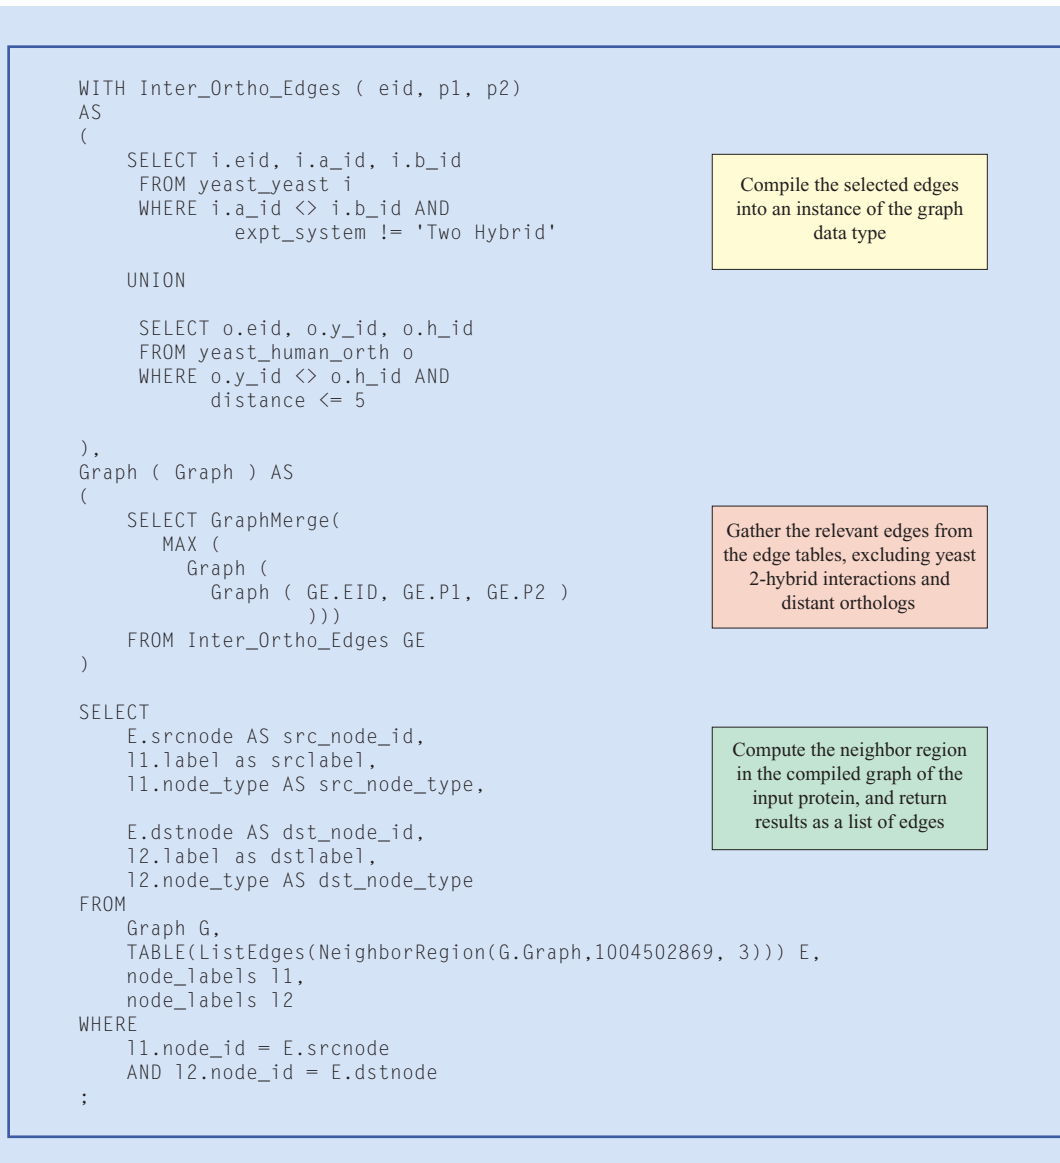 WITH Inter_Ortho_Edges ( eid, p1, p2)
AS
(
SELECT i.eid, i.a_id, i.b_id
FROM yeast_yeast i
WHERE i.a_id <> i.b_id AND
expt_system != 'Two Hybrid'
UNION
SELECT o.eid, o.y_id, o.h_id
FROM yeast_human_orth o
WHERE o.y_id <> o.h_id AND
distance <= 5
),
Graph ( Graph ) AS
(
SELECT GraphMerge(
MAX (
Graph (
Graph ( GE.EID, GE.P1, GE.P2 )
)))
FROM Inter_Ortho_Edges GE
)
SELECT
E.srcnode AS src_node_id,
l1.label as srclabel,
l1.node_type AS src_node_type,
E.dstnode AS dst_node_id,
l2.label as dstlabel,
l2.node_type AS dst_node_type
FROM
Graph G,
TABLE(ListEdges(NeighborRegion(G.Graph,1004502869, 3))) E,
node_labels l1,
node_labels l2
WHERE
l1.node_id = E.srcnode
AND l2.node_id = E.dstnode
;
Compile the selected edges
into an instance of the graph
data type
Gather the relevant edges from
the edge tables, excluding yeast
2-hybrid interactions and
distant orthologs
Compute the neighbor region
in the compiled graph of the
input protein, and return
results as a list of edges